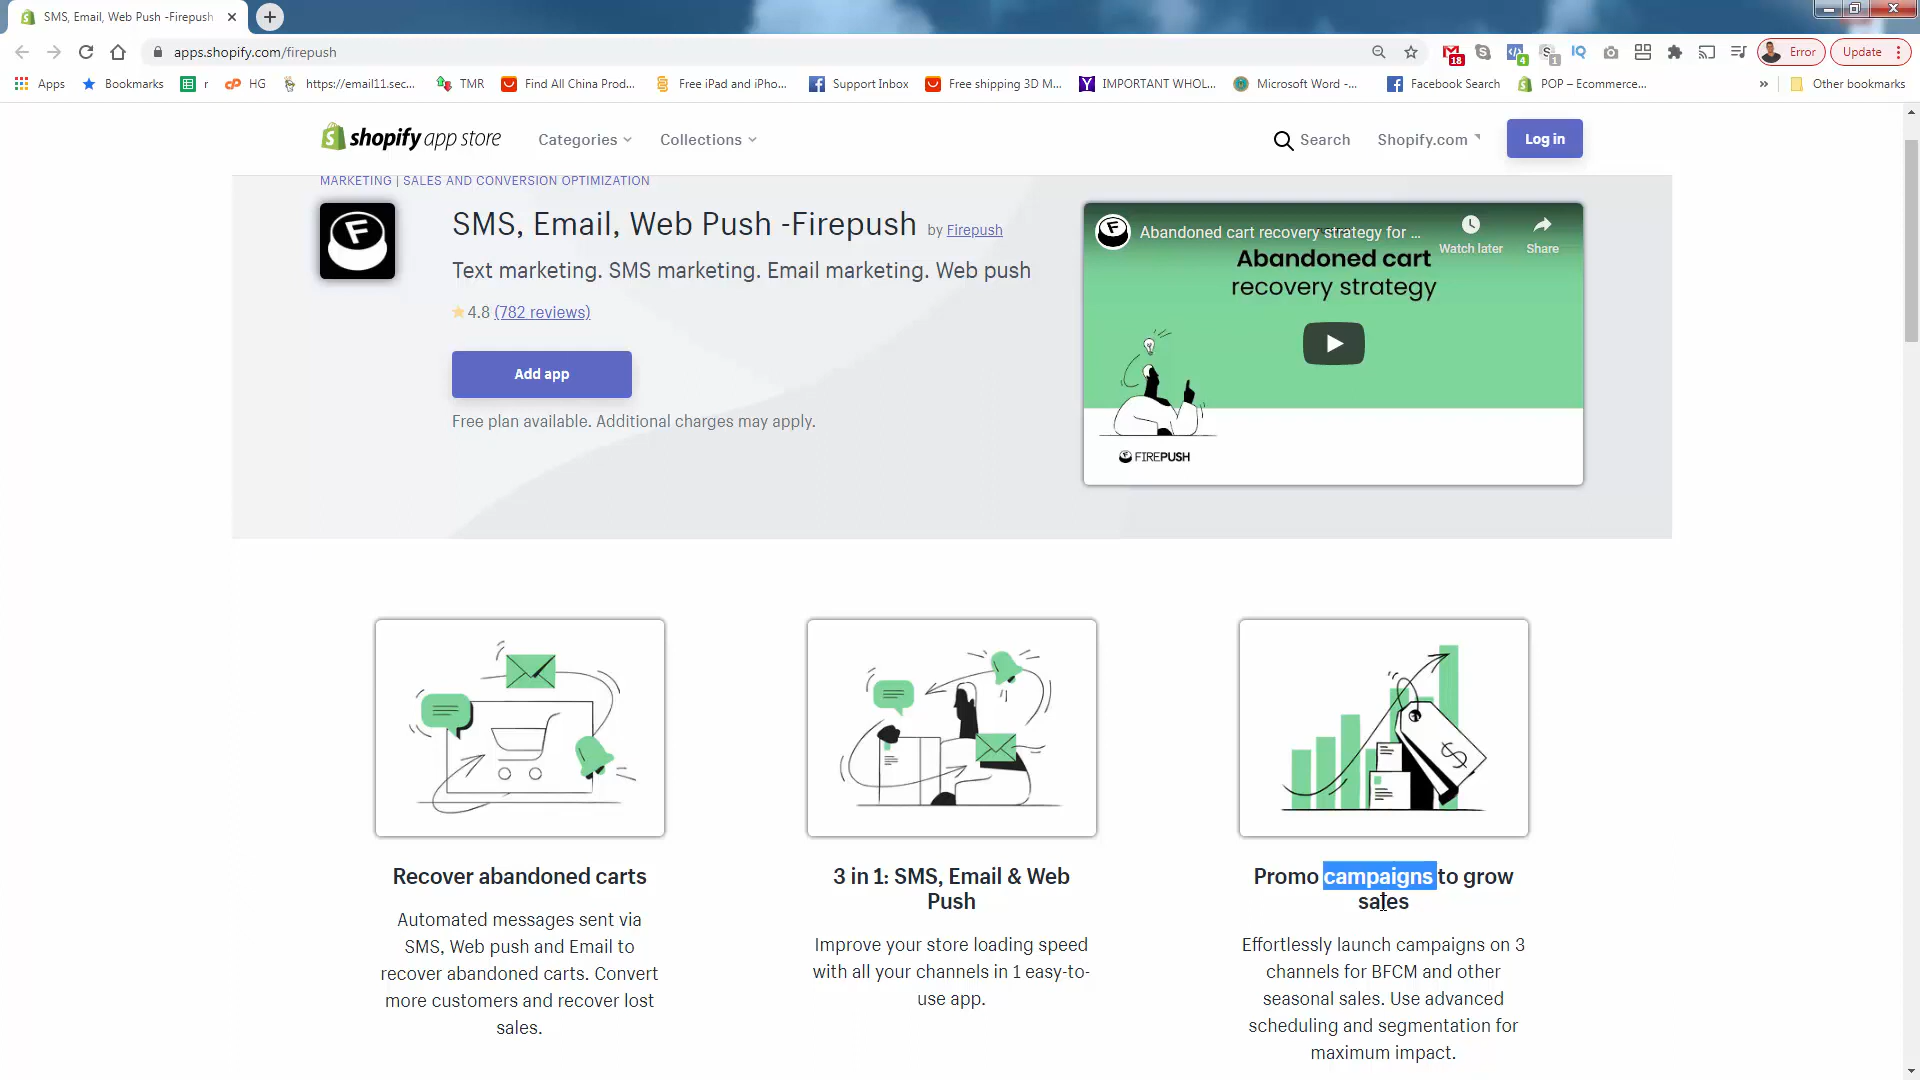 SMS, Email, Web Push -Firepush
apps.shopify.com/firepush
18
4
1
IQ
Error
Update
Apps
Bookmarks
r
HG
https://email11.sec...
TMR
Find All China Prod...
Free iPad and iPho...
Support Inbox
Free shipping 3D M...
IMPORTANT WHOL...
Microsoft Word -...
Facebook Search
POP – Ecommerce...
»
Other bookmarks
shopify app store
Categories
Collections
Search
Shopify.com
Log in
MARKETING | SALES AND CONVERSION OPTIMIZATION
F
SMS, Email, Web Push -Firepush by Firepush
Text marketing. SMS marketing. Email marketing. Web push
4.8 (782 reviews)
Add app
Free plan available. Additional charges may apply.
F
Abandoned cart recovery strategy for ...
Watch later
Share
Abandoned cart
recovery strategy
FIREPUSH
Recover abandoned carts
Automated messages sent via
SMS, Web push and Email to
recover abandoned carts. Convert
more customers and recover lost
sales.
3 in 1: SMS, Email & Web
Push
Improve your store loading speed
with all your channels in 1 easy-to-
use app.
$
Promo campaigns to grow
sales
Effortlessly launch campaigns on 3
channels for BFCM and other
seasonal sales. Use advanced
scheduling and segmentation for
maximum impact.